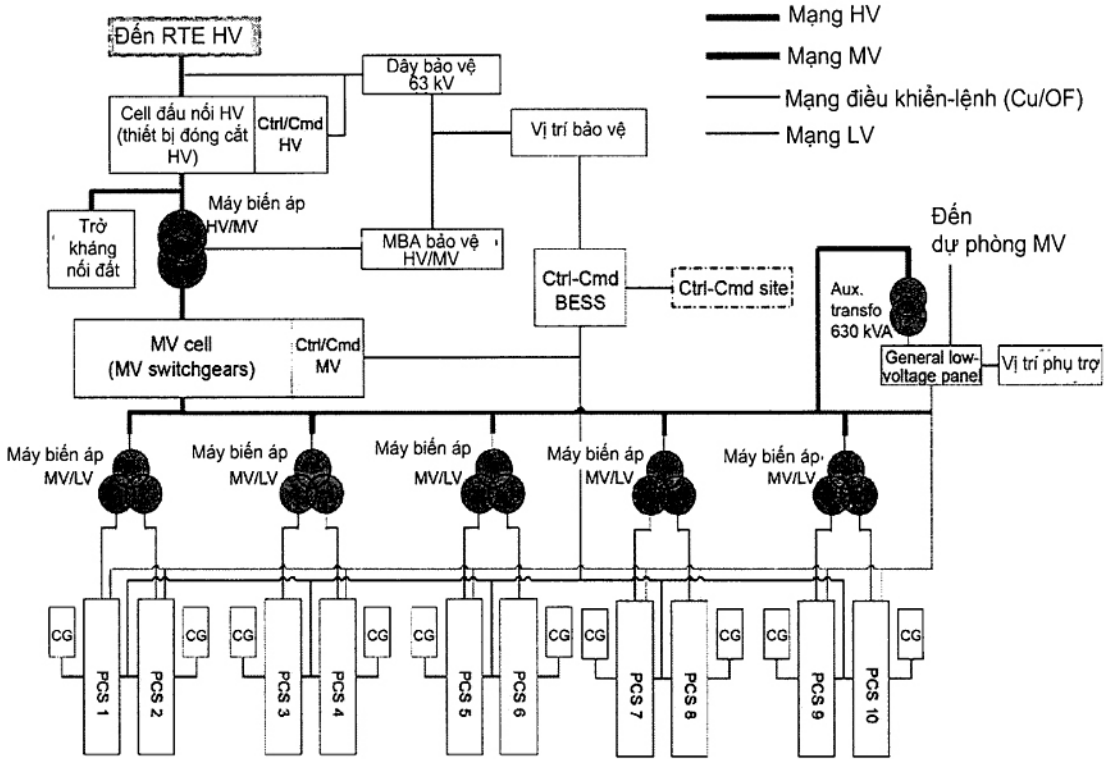 Đến RTE HV
Dây bảo vệ
63 kV
Cell đấu nối HV
(thiết bị đóng cắt
HV)
Ctrl/Cmd
HV
Vị trí bảo vệ
Mạng HV
Mạng MV
Mạng điều khiển-lệnh (Cu/OF)
Mạng LV
Trở
kháng
nối đất
Máy biến áp
HV/MV
MBA bảo vệ
HV/MV
Ctrl-Cmd
BESS
Ctrl-Cmd site
Đến
dự phòng MV
Aux.
transfo
630 kVA
General low-
voltage panel
Vị trí phụ trợ
MV cell
(MV switchgears)
Ctrl/Cmd
MV
Máy biến áp
MV/LV
Máy biến áp
MV/LV
Máy biến áp
MV/LV
Máy biến áp
MV/LV
Máy biến áp
MV/LV
CG
PCS 1
PCS 2
CG
CG
PCS 3
PCS 4
CG
CG
PCS 5
PCS 6
CG
CG
PCS 7
PCS 8
CG
CG
PCS 9
PCS 10
CG